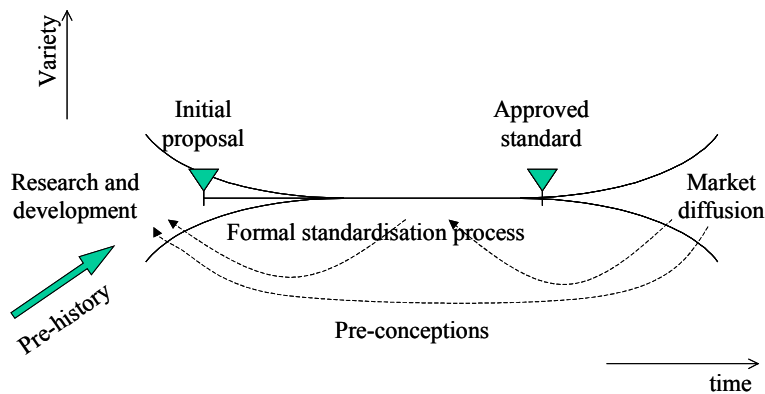 Variety
Initial
proposal
Approved
standard
Research and
development
Market
diffusion
Formal standardisation process
Pre-history
Pre-conceptions
time